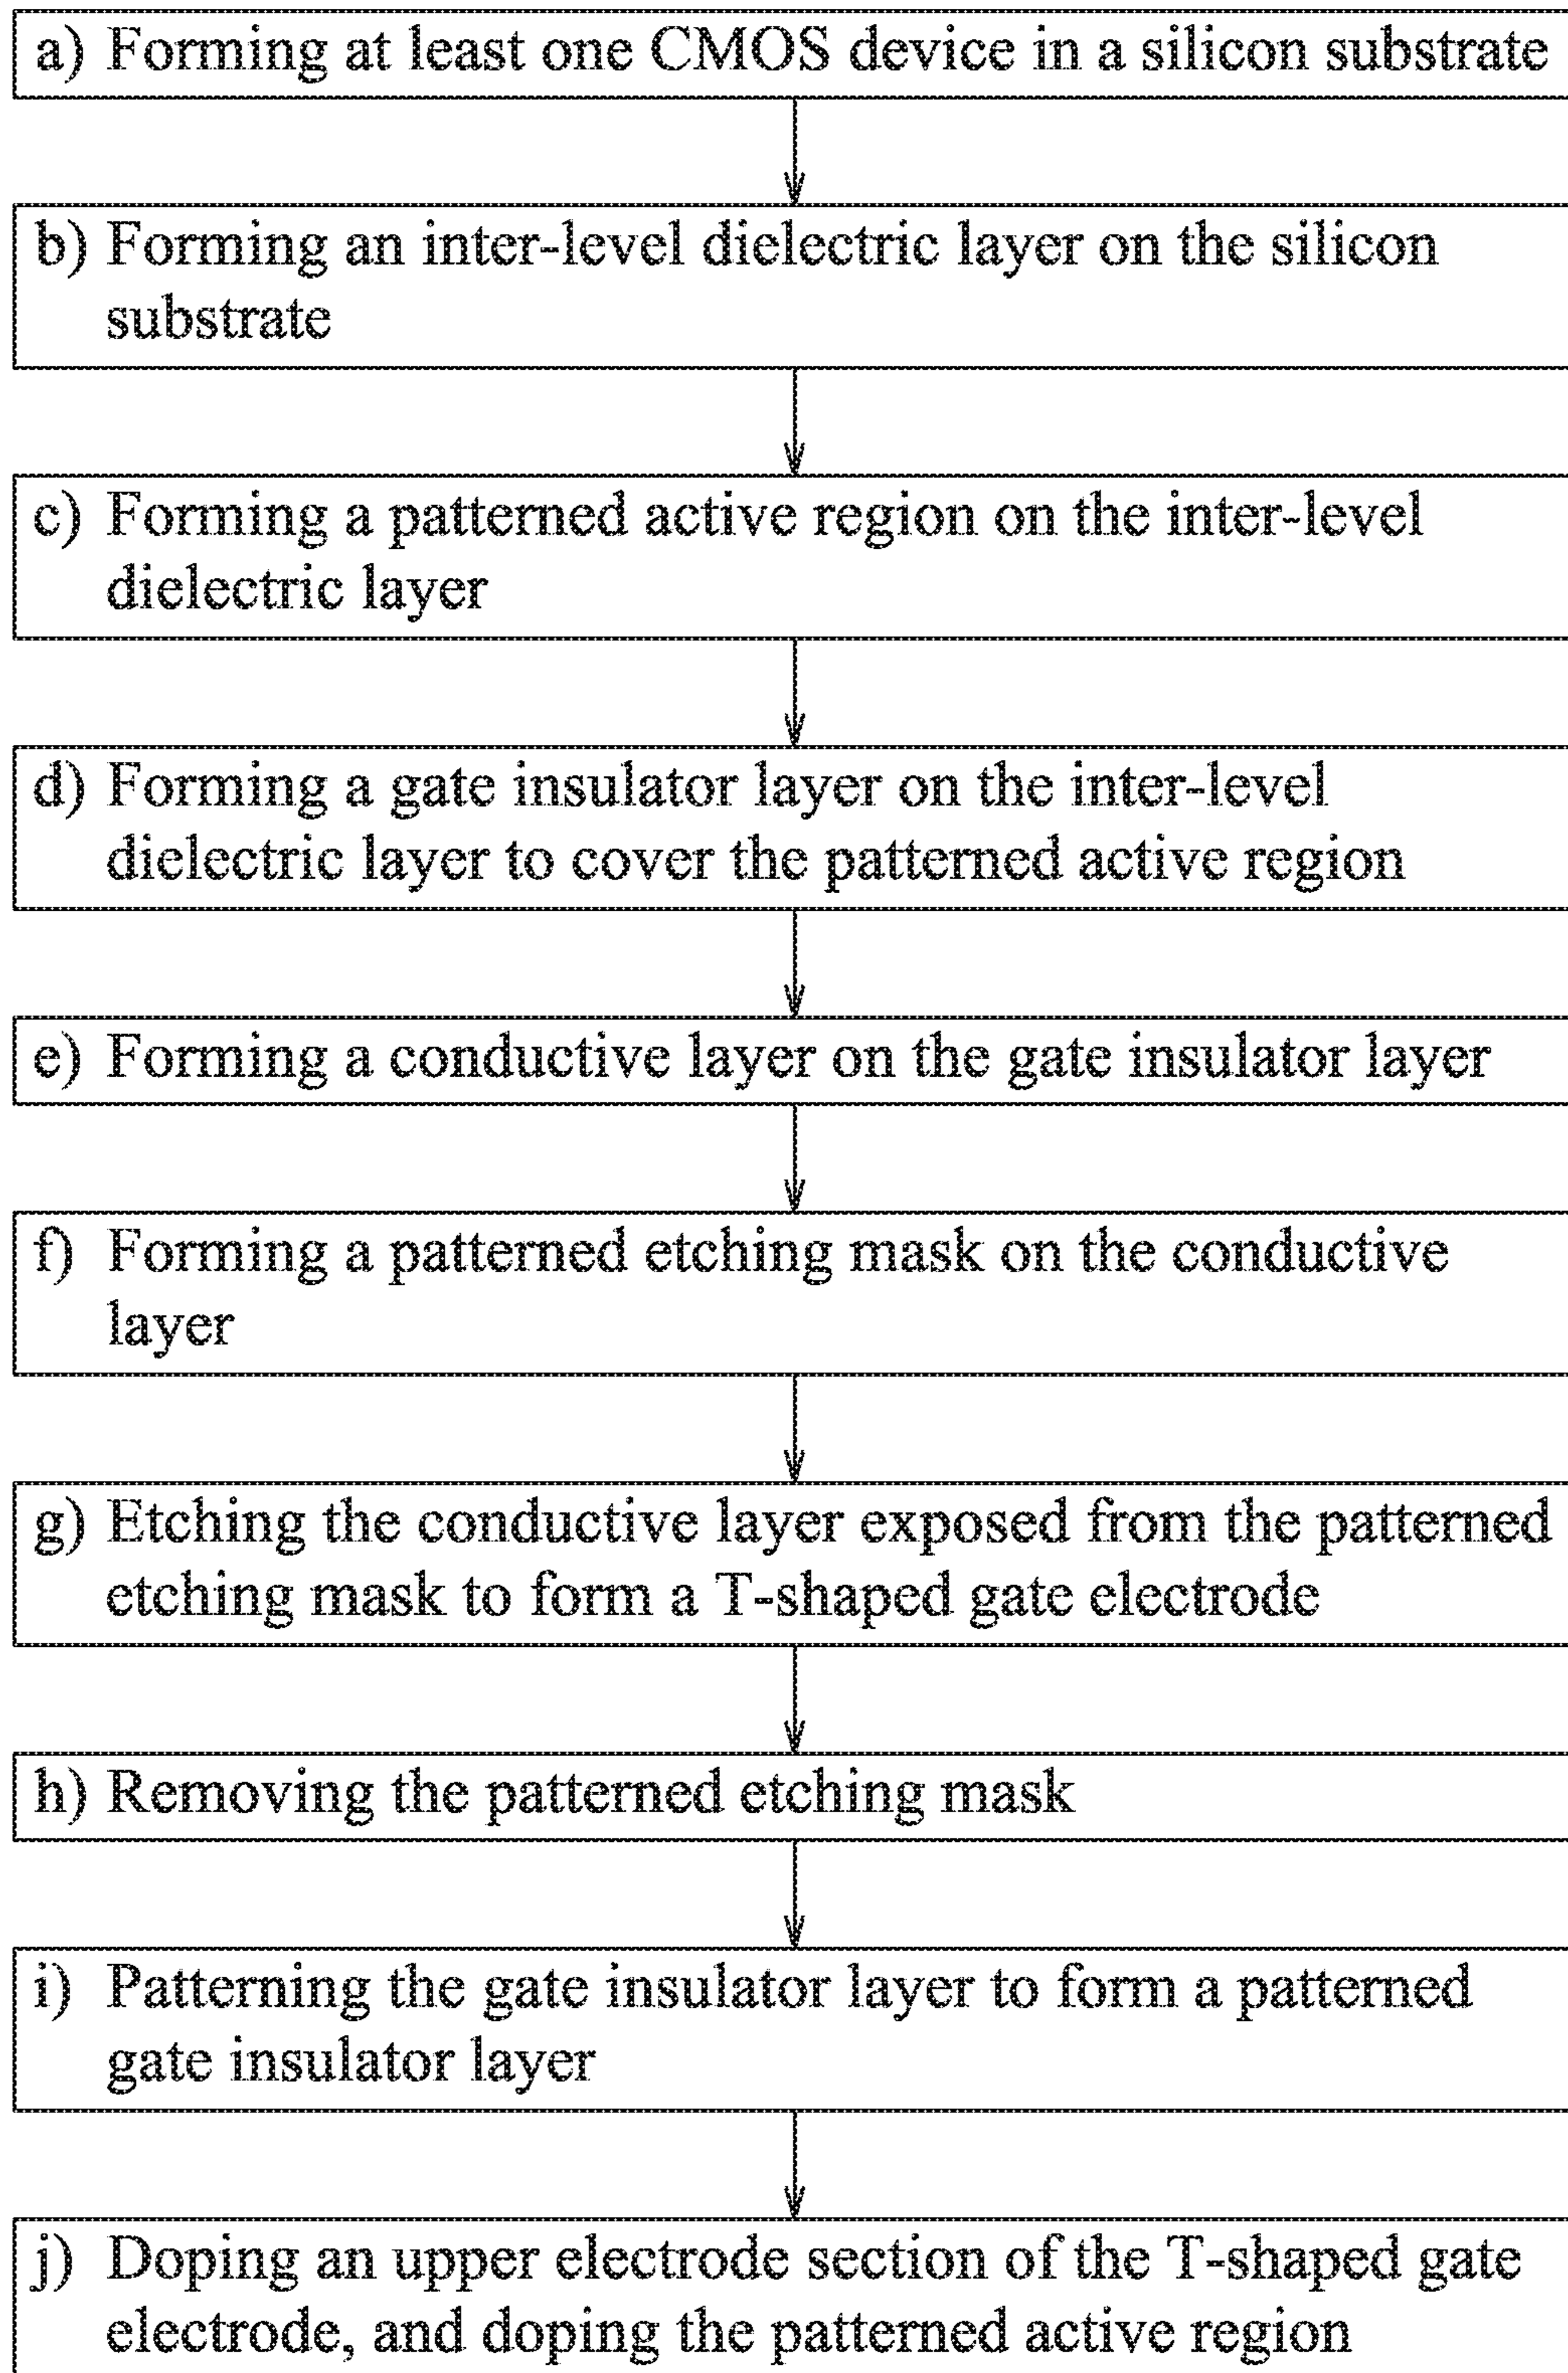 a) Forming at least one CMOS device in a silicon substrate
b) Forming an inter-level dielectric layer on the silicon
substrate
c) Forming a patterned active region on the inter-level
dielectric layer
d) Forming a gate insulator layer on the inter-level
dielectric layer to cover the patterned active region
e) Forming a conductive layer on the gate insulator layer
f) Forming a patterned etching mask on the conductive
layer
g) Etching the conductive layer exposed from the patterned
etching mask to form a T-shaped gate electrode
h) Removing the patterned etching mask
i) Patterning the gate insulator layer to form a patterned
gate insulator layer
j) Doping an upper electrode section of the T-shaped gate
electrode, and doping the patterned active region